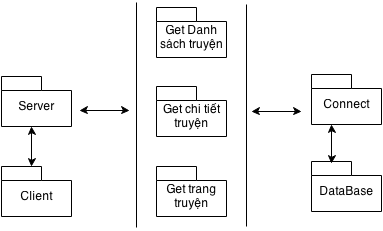 Get Danh
sách truyện
Server
Get chi tiết
truyện
Connect
Client
Get trang
truyện
DataBase